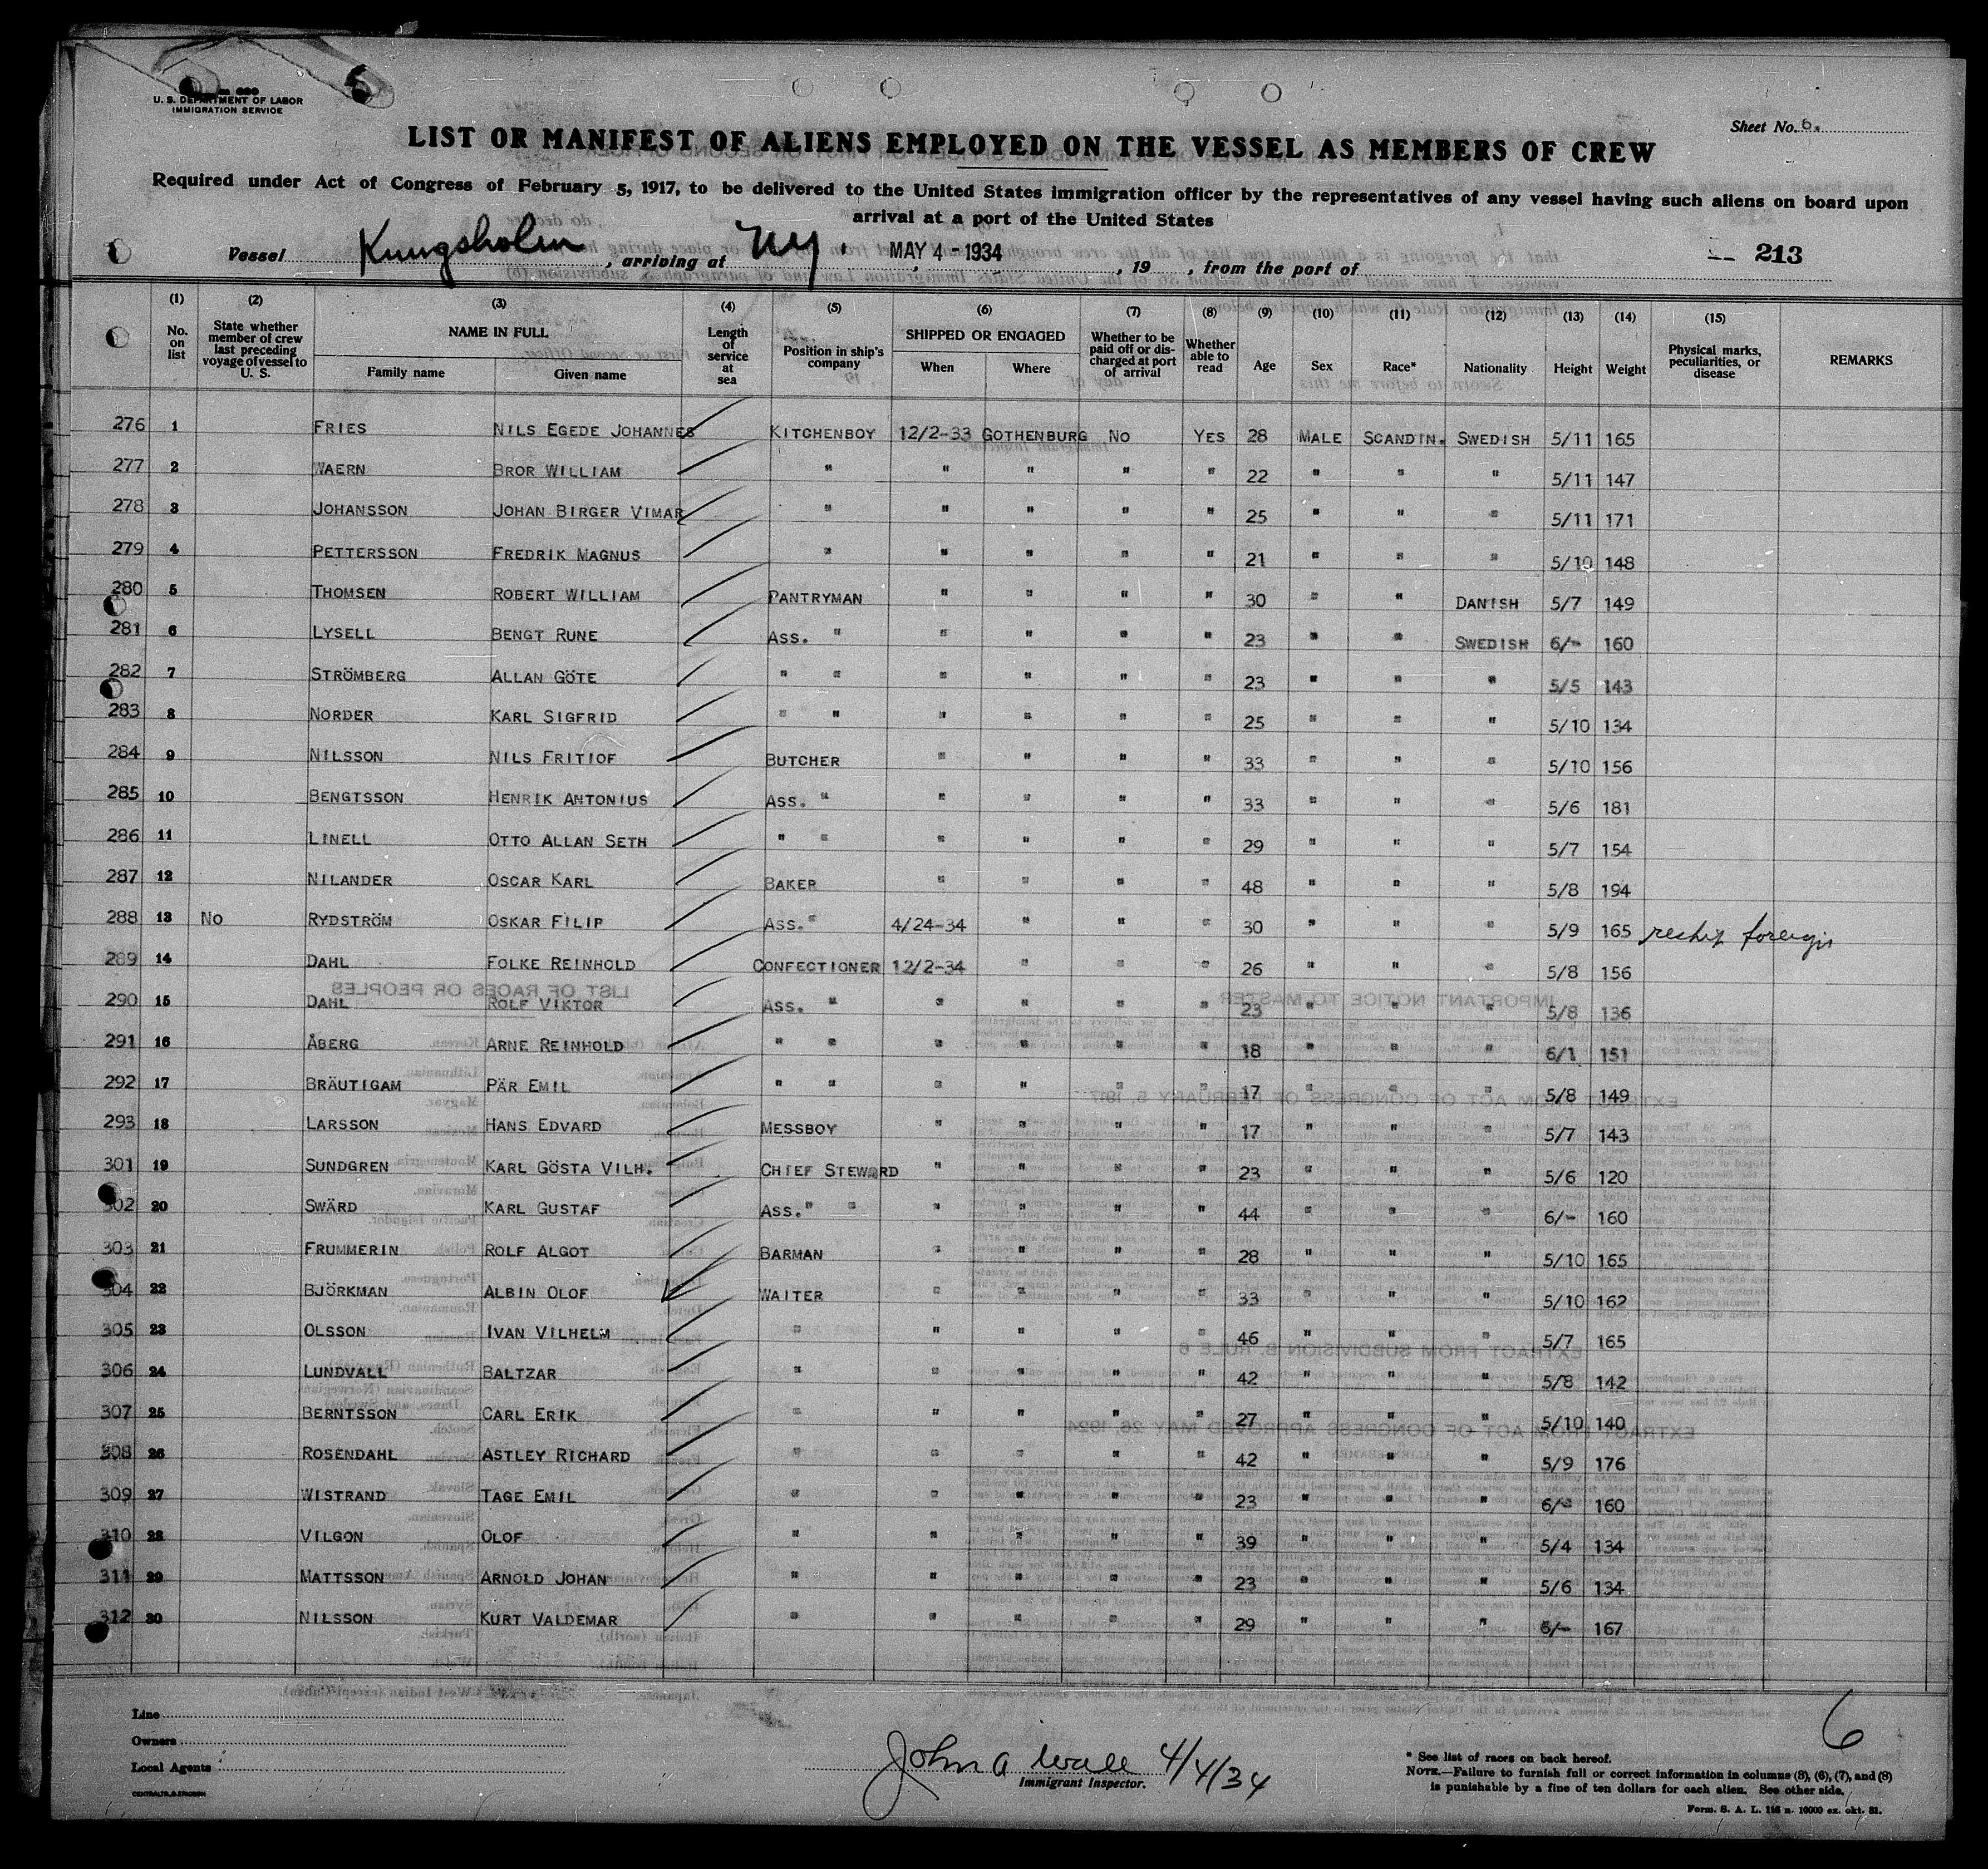 U. S. DEPARTMENT OF LABOR
IMMIGRATION SERVICE
Sheet No. 6.
LIST OR MANIFEST OF ALIENS EMPLOYED ON THE VESSEL AS MEMBERS OF CREW
Required under Act of Congress of February 5, 1917, to be delivered to the United States immigration officer by the representatives of any vessel having such aliens on board upon
arrival at a port of the United States
Vessel Kungsholm, arriving at NY. MAY 4 - 1934, 19 , from the port of 213
(1) No. on list (2) State whether member of crew last preceding voyage of vessel to U. S. (3) NAME IN FULL Family name Given name (4) Length of service at sea (5) Position in ship's company (6) SHIPPED OR ENGAGED When Where (7) Whether to be paid off or discharged at port of arrival (8) Whether able to read (9) Age (10) Sex (11) Race* (12) Nationality (13) Height (14) Weight (15) Physical marks, peculiarities, or disease REMARKS
276 1 FRIES NILS EGEDE JOHANNES KITCHENBOY 12/2-33 GOTHENBURG NO YES 28 MALE SCANDIN. SWEDISH 5/11 165
277 2 WAERN BROR WILLIAM " " " " " 22 " " " 5/11 147
278 3 JOHANSSON JOHAN BIRGER VIMAR " " " " " 25 " " " 5/11 171
279 4 PETTERSSON FREDRIK MAGNUS " " " " " 21 " " " 5/10 148
280 5 THOMSEN ROBERT WILLIAM PANTRYMAN " " " " 30 " " DANISH 5/7 149
281 6 LYSELL BENGT RUNE ASS. " " " " " 23 " " SWEDISH 6/- 160
282 7 STRÖMBERG ALLAN GÖTE " " " " " " 23 " " " 5/5 143
283 8 NORDER KARL SIGFRID " " " " " " 25 " " " 5/10 134
284 9 NILSSON NILS FRITIOF BUTCHER " " " " 33 " " " 5/10 156
285 10 BENGTSSON HENRIK ANTONIUS ASS. " " " " " 33 " " " 5/6 181
286 11 LINELL OTTO ALLAN SETH " " " " " " 29 " " " 5/7 154
287 12 NILANDER OSCAR KARL BAKER " " " " 48 " " " 5/8 194
288 13 NO RYDSTRÖM OSKAR FILIP ASS. " 4/24-34 " " " 30 " " " 5/9 165 reship foreign
289 14 DAHL FOLKE REINHOLD CONFECTIONER 12/2-34 " " " 26 " " " 5/8 156
290 15 DAHL ROLF VIKTOR ASS. " " " " " 23 " " " 5/8 136
291 16 ÅBERG ARNE REINHOLD " " " " " " 18 " " " 6/1 151
292 17 BRÄUTIGAM PÄR EMIL " " " " " " 17 " " " 5/8 149
293 18 LARSSON HANS EDVARD MESSBOY " " " " 17 " " " 5/7 143
301 19 SUNDGREN KARL GÖSTA VILH. CHIEF STEWARD " " " " 23 " " " 5/6 120
302 20 SWÄRD KARL GUSTAF ASS. " " " " " " 44 " " " 6/- 160
303 21 FRUMMERIN ROLF ALGOT BARMAN " " " " 28 " " " 5/10 165
304 22 BJÖRKMAN ALBIN OLOF WAITER " " " " 33 " " " 5/10 162
305 23 OLSSON IVAN VILHELM " " " " " 46 " " " 5/7 165
306 24 LUNDVALL BALTZAR " " " " " 42 " " " 5/8 142
307 25 BERNTSSON CARL ERIK " " " " " 27 " " " 5/10 140
308 26 ROSENDAHL ASTLEY RICHARD " " " " " 42 " " " 5/9 176
309 27 WISTRAND TAGE EMIL " " " " " 23 " " " 6/- 160
310 28 VILGON OLOF " " " " " 39 " " " 5/4 134
311 29 MATTSSON ARNOLD JOHAN " " " " " 23 " " " 5/6 134
312 30 NILSSON KURT VALDEMAR " " " " " 29 " " " 6/- 167
6
Line
Owners
Local Agents
John A Wall 4/4/34
Immigrant Inspector.
* See list of races on back hereof.
NOTE.—Failure to furnish full or correct information in columns (3), (6), (7), and (8)
is punishable by a fine of ten dollars for each alien. See other side.
Form. S. A. L. 116 n. 10000 ex. okt. 31.